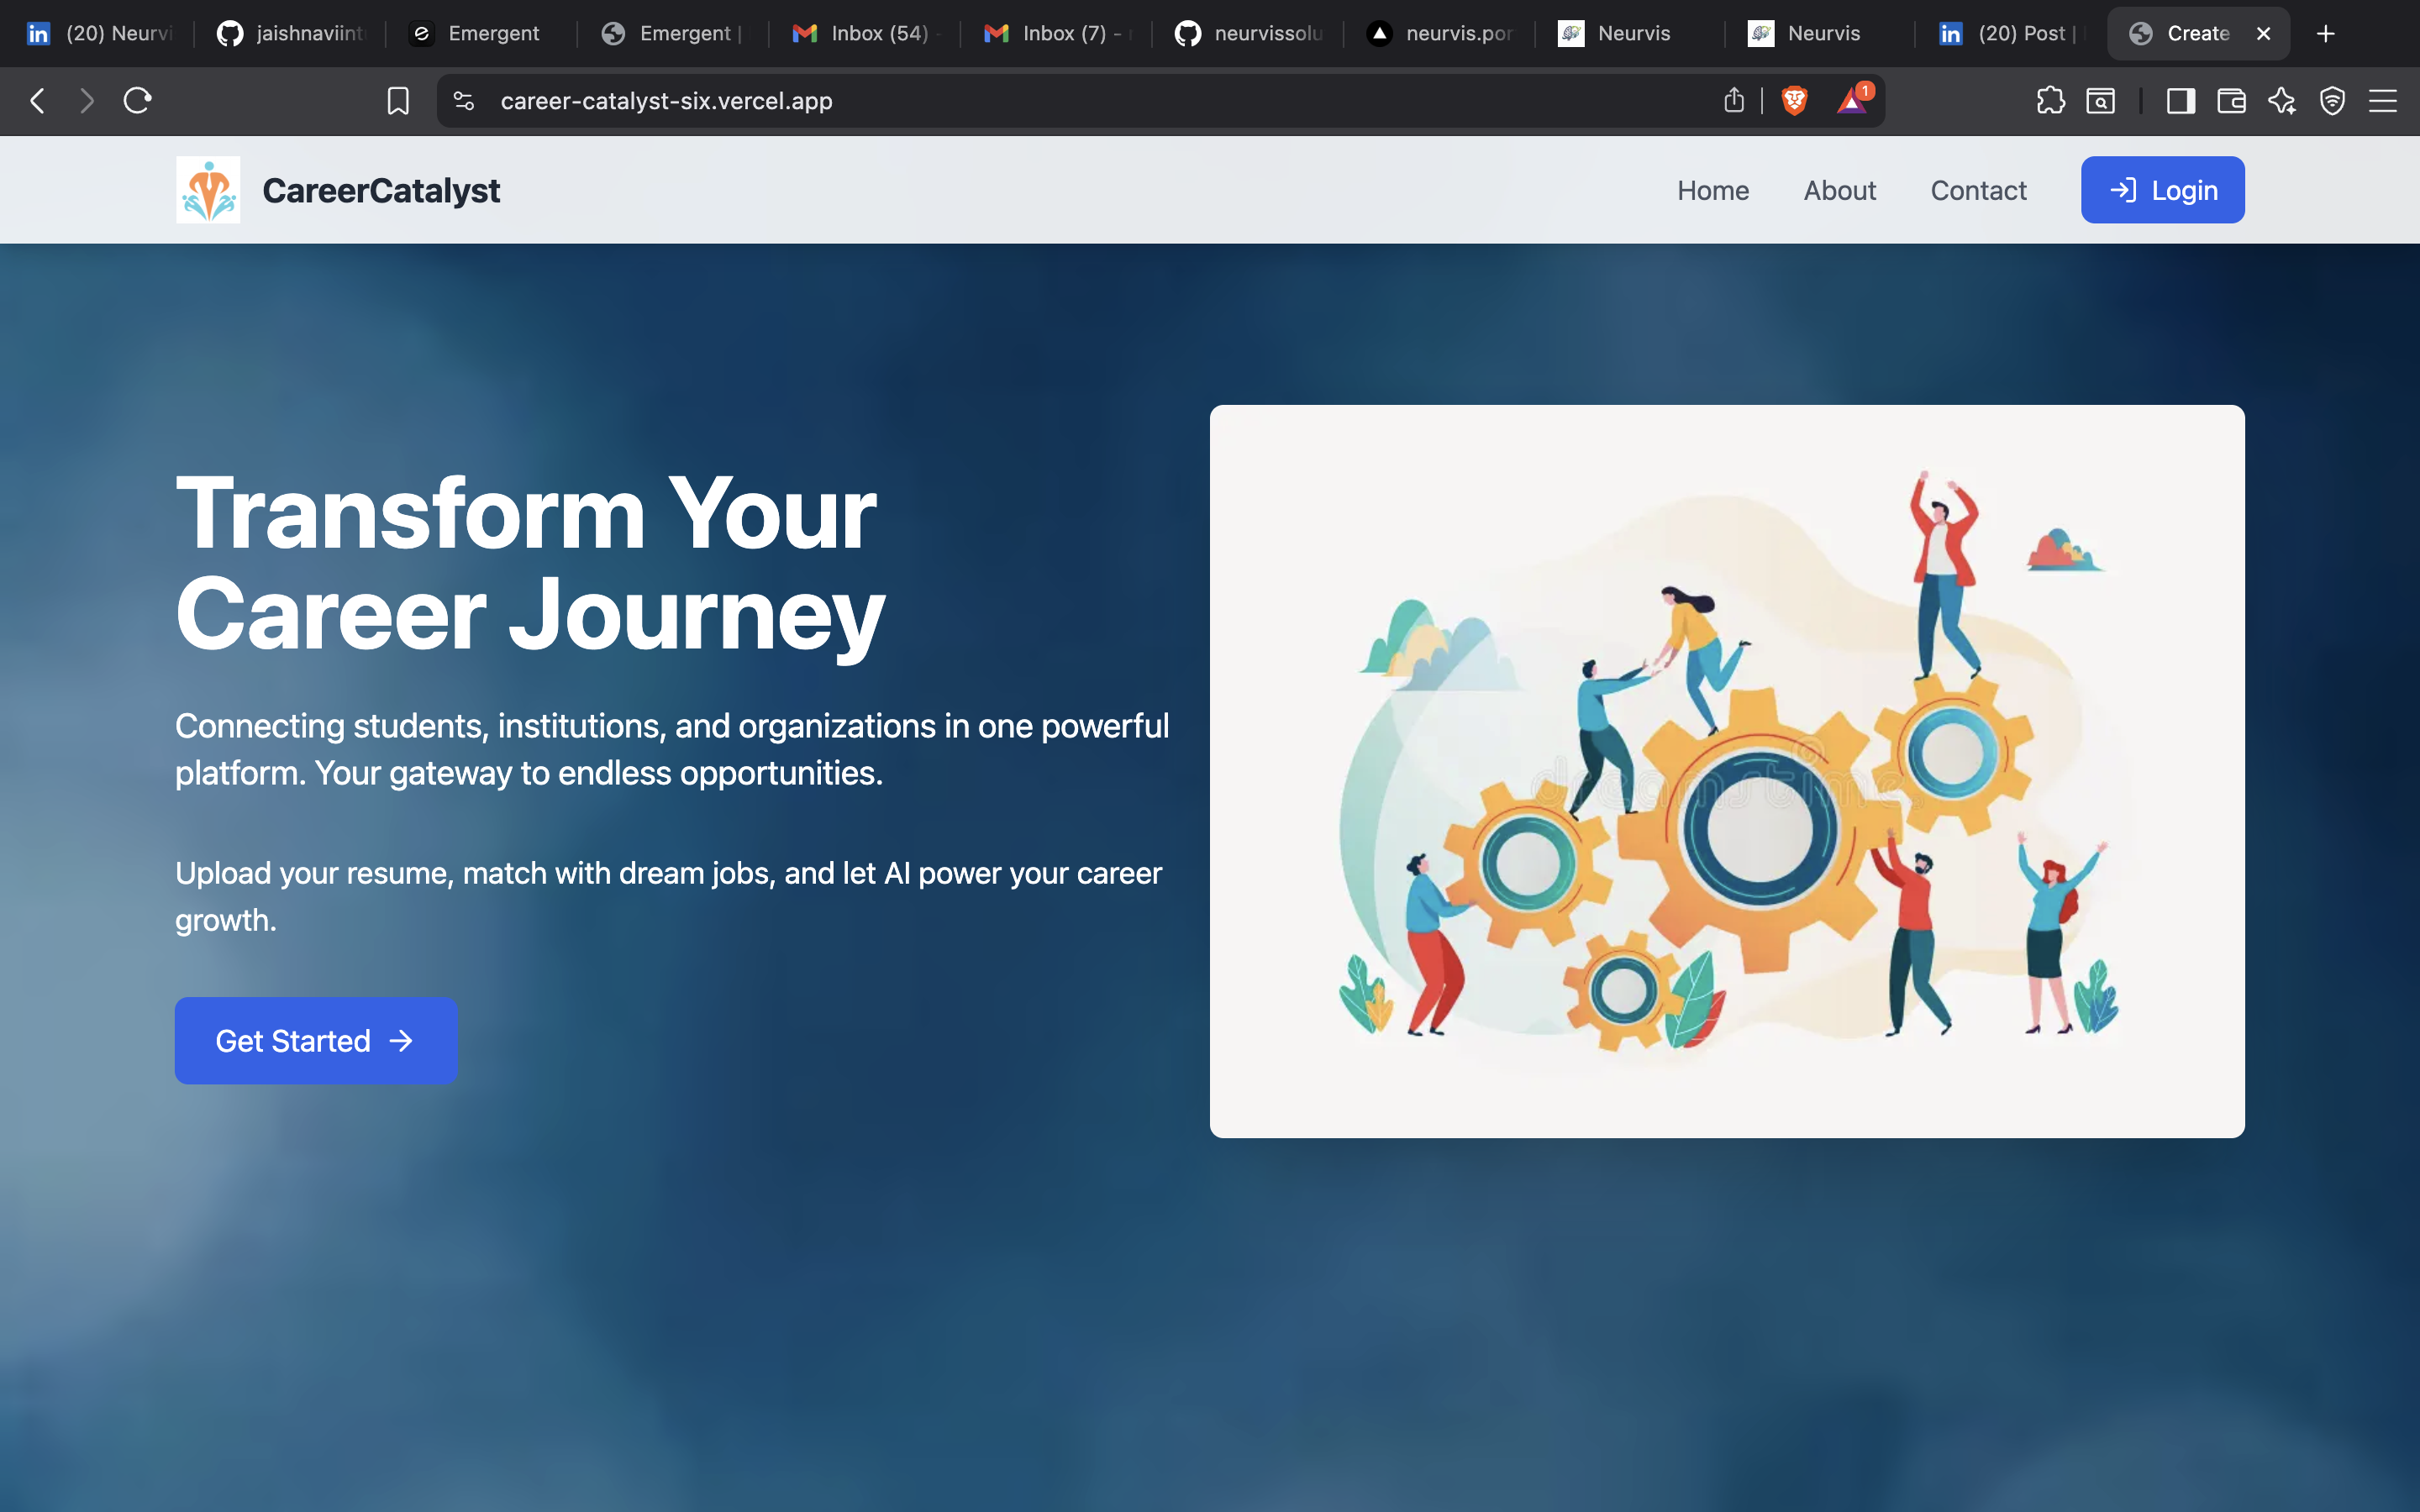 (20) Neurvi
jaishnaviint
Emergent
Emergent |
Inbox (54) -
Inbox (7) -
neurvissolu
neurvis.por
Neurvis
Neurvis
(20) Post |
Create
career-catalyst-six.vercel.app
1
CareerCatalyst
Home
About
Contact
Login
Transform Your
Career Journey
Connecting students, institutions, and organizations in one powerful
platform. Your gateway to endless opportunities.
Upload your resume, match with dream jobs, and let AI power your career
growth.
Get Started
dreamstime